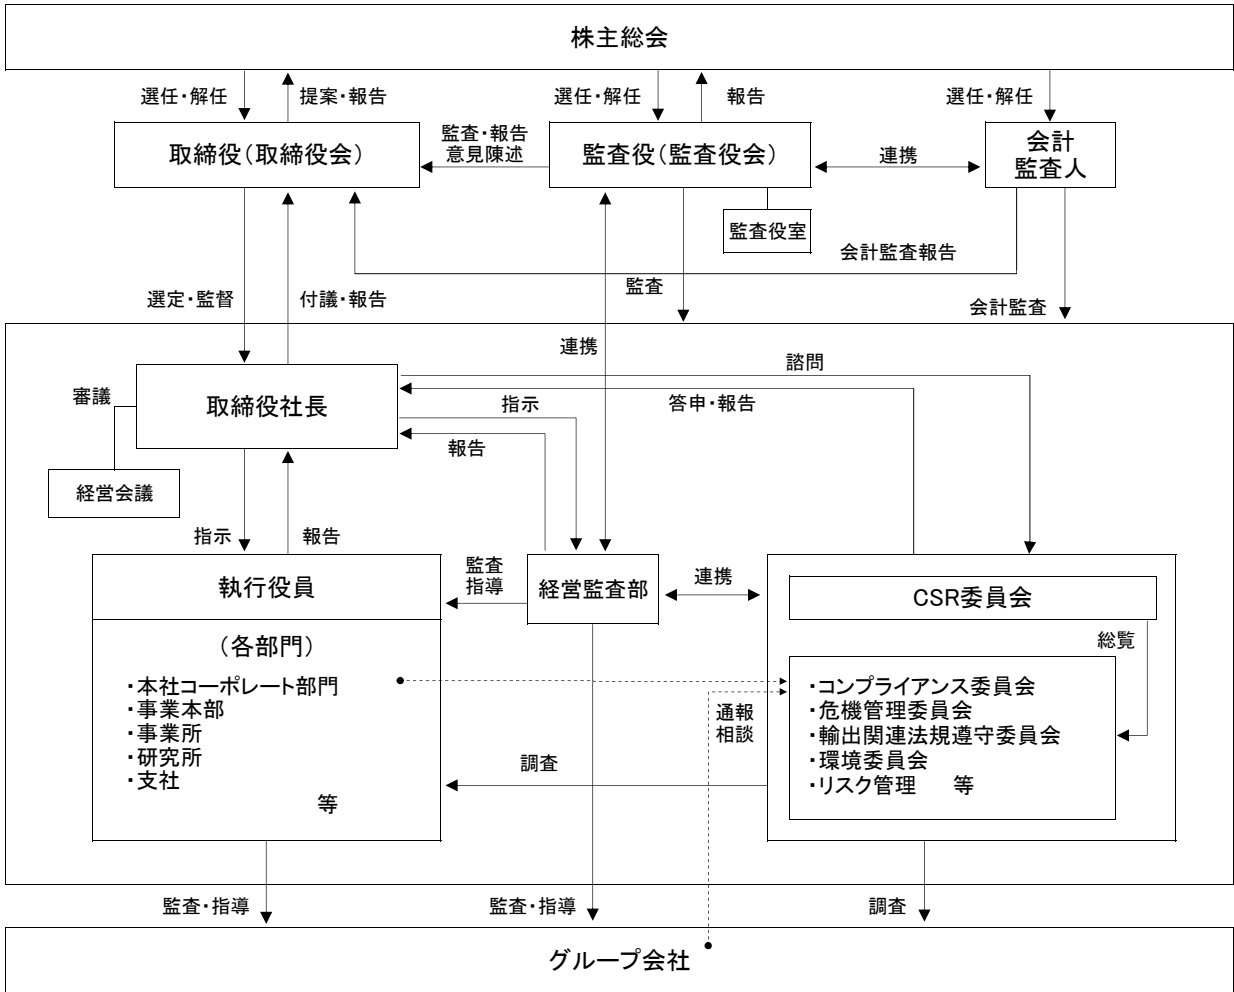 株主総会
選任・解任
提案・報告
選任・解任
報告
選任・解任
取締役(取締役会)
監査・報告
意見陳述
監査役(監査役会)
連携
会計
監査人
監査役室
会計監査報告
選定・監督
付議・報告
監査
会計監査
連携
諮問
審議
取締役社長
指示
答申・報告
報告
経営会議
指示
報告
執行役員
監査
指導
経営監査部
連携
CSR委員会
総覧
(各部門)
・本社コーポレート部門
・事業本部
・事業所
・研究所
・支社
等
通報
相談
・コンプライアンス委員会
・危機管理委員会
・輸出関連法規遵守委員会
・環境委員会
・リスク管理 等
調査
監査・指導
監査・指導
調査
グループ会社